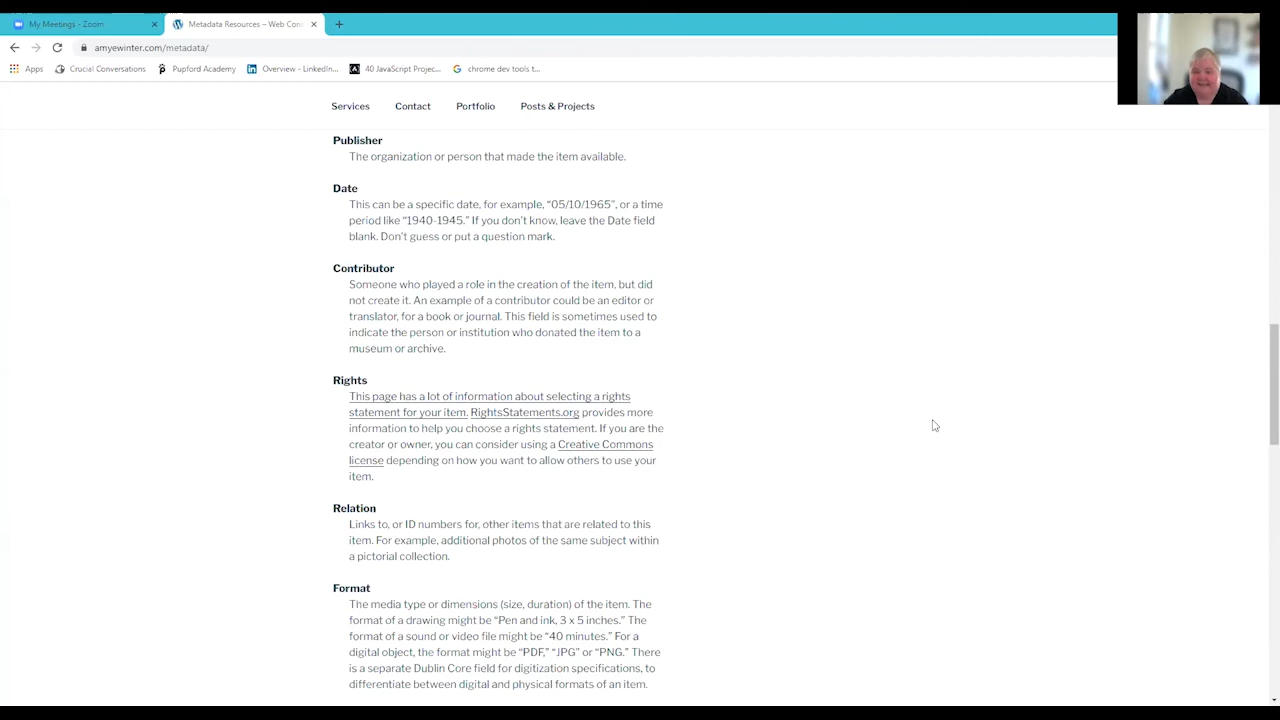 My Meetings - Zoom
Metadata Resources – Web Con
amyewinter.com/metadata/
Apps
Crucial Conversations
Pupford Academy
Overview - LinkedIn...
40 JavaScript Projec...
chrome dev tools t...
Services
Contact
Portfolio
Posts & Projects
Publisher
The organization or person that made the item available.
Date
This can be a specific date, for example, “05/10/1965”, or a time
period like “1940-1945.” If you don’t know, leave the Date field
blank. Don’t guess or put a question mark.
Contributor
Someone who played a role in the creation of the item, but did
not create it. An example of a contributor could be an editor or
translator, for a book or journal. This field is sometimes used to
indicate the person or institution who donated the item to a
museum or archive.
Rights
This page has a lot of information about selecting a rights
statement for your item. RightsStatements.org provides more
information to help you choose a rights statement. If you are the
creator or owner, you can consider using a Creative Commons
license depending on how you want to allow others to use your
item.
Relation
Links to, or ID numbers for, other items that are related to this
item. For example, additional photos of the same subject within
a pictorial collection.
Format
The media type or dimensions (size, duration) of the item. The
format of a drawing might be “Pen and ink, 3 x 5 inches.” The
format of a sound or video file might be “40 minutes.” For a
digital object, the format might be “PDF,” “JPG” or “PNG.” There
is a separate Dublin Core field for digitization specifications, to
differentiate between digital and physical formats of an item.